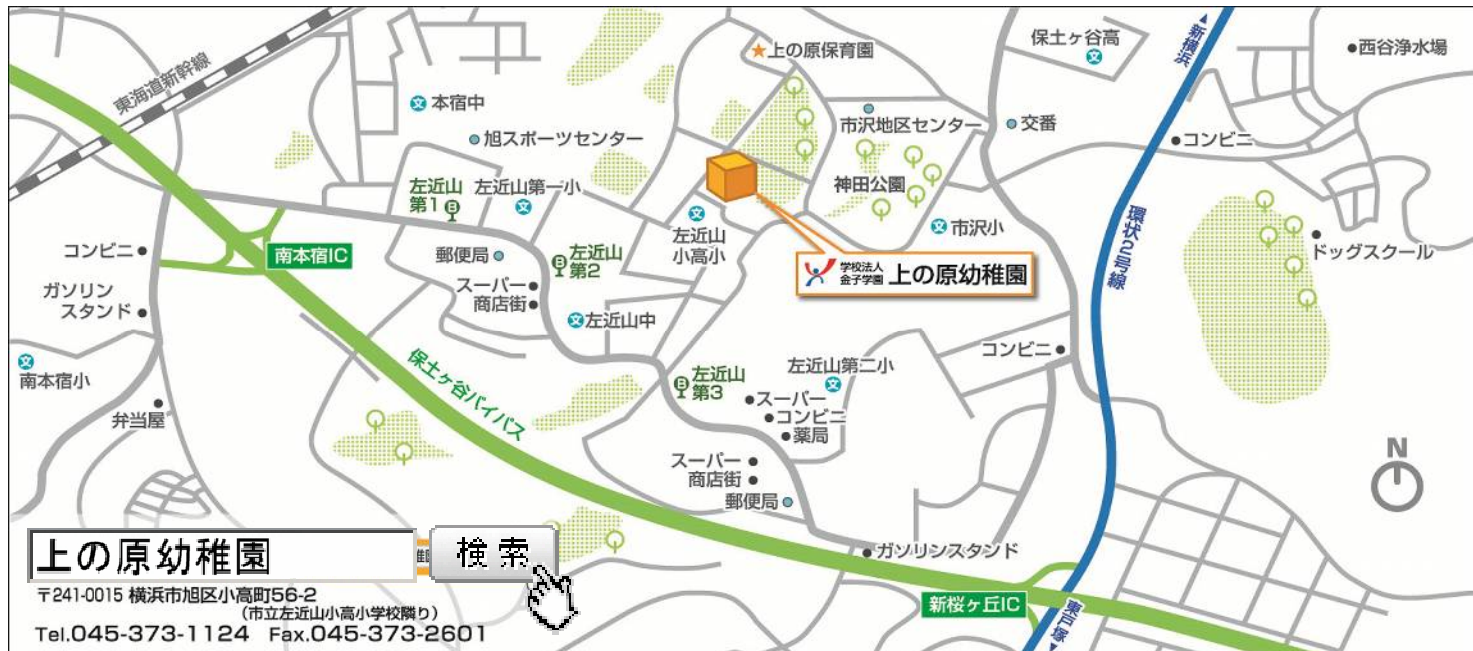 東海道新幹線
文 本宿中
旭スポーツセンター
★上の原保育園
市沢地区センター
交番
保土ヶ谷高
文
▲新横浜
西谷浄水場
コンビニ
神田公園
文 市沢小
環状2号線
ドッグスクール
左近山
第1 B
左近山第一小
文
郵便局
B 左近山
第2
スーパー
商店街
文 左近山中
文
左近山
小高小
学校法人
金子学園 上の原幼稚園
コンビニ
南本宿IC
ガソリン
スタンド
文
南本宿小
弁当屋
保土ヶ谷バイパス
B 左近山
第3
左近山第二小
文
スーパー
コンビニ
薬局
スーパー
商店街
郵便局
コンビニ
N
ガソリンスタンド
新桜ヶ丘IC
東戸塚▼
上の原幼稚園
検索
〒241-0015 横浜市旭区小高町56-2
(市立左近山小高小学校隣り)
Tel.045-373-1124 Fax.045-373-2601